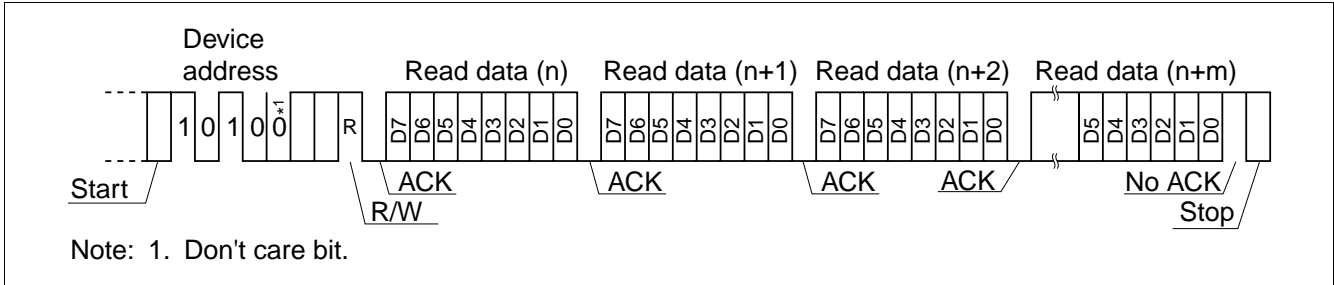 Device
address
Read data (n) Read data (n+1) Read data (n+2) Read data (n+m)
1 0 1 0 0*1 R D7 D6 D5 D4 D3 D2 D1 D0 D7 D6 D5 D4 D3 D2 D1 D0 D7 D6 D5 D4 D3 D2 D1 D0 D5 D4 D3 D2 D1 D0
Start ACK ACK ACK ACK No ACK
R/W Stop
Note: 1. Don't care bit.